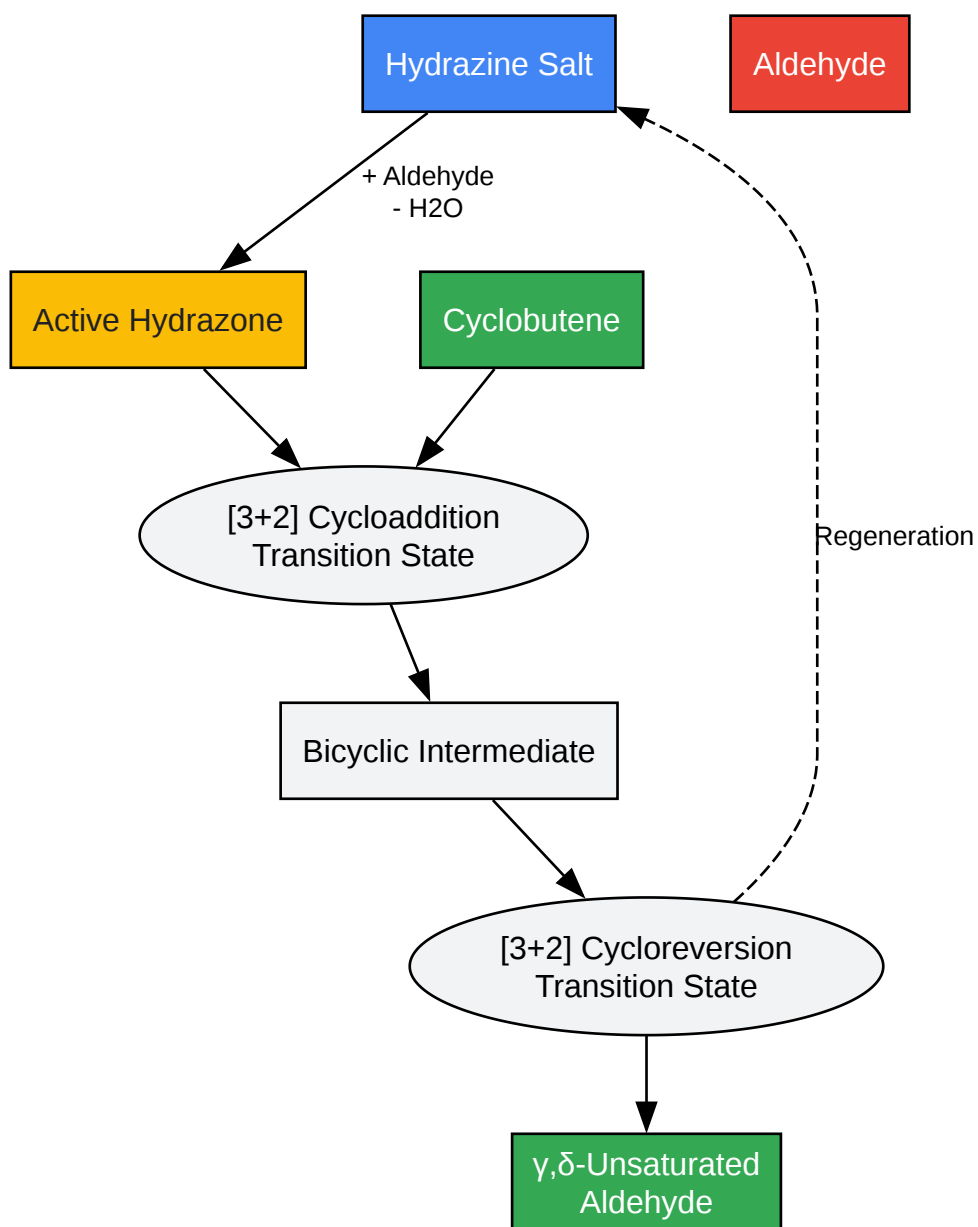 Hydrazine Salt
Aldehyde
+ Aldehyde
- H2O
Active Hydrazone
Cyclobutene
[3+2] Cycloaddition
Transition State
Regeneration
Bicyclic Intermediate
[3+2] Cycloreversion
Transition State
γ,δ-Unsaturated
Aldehyde